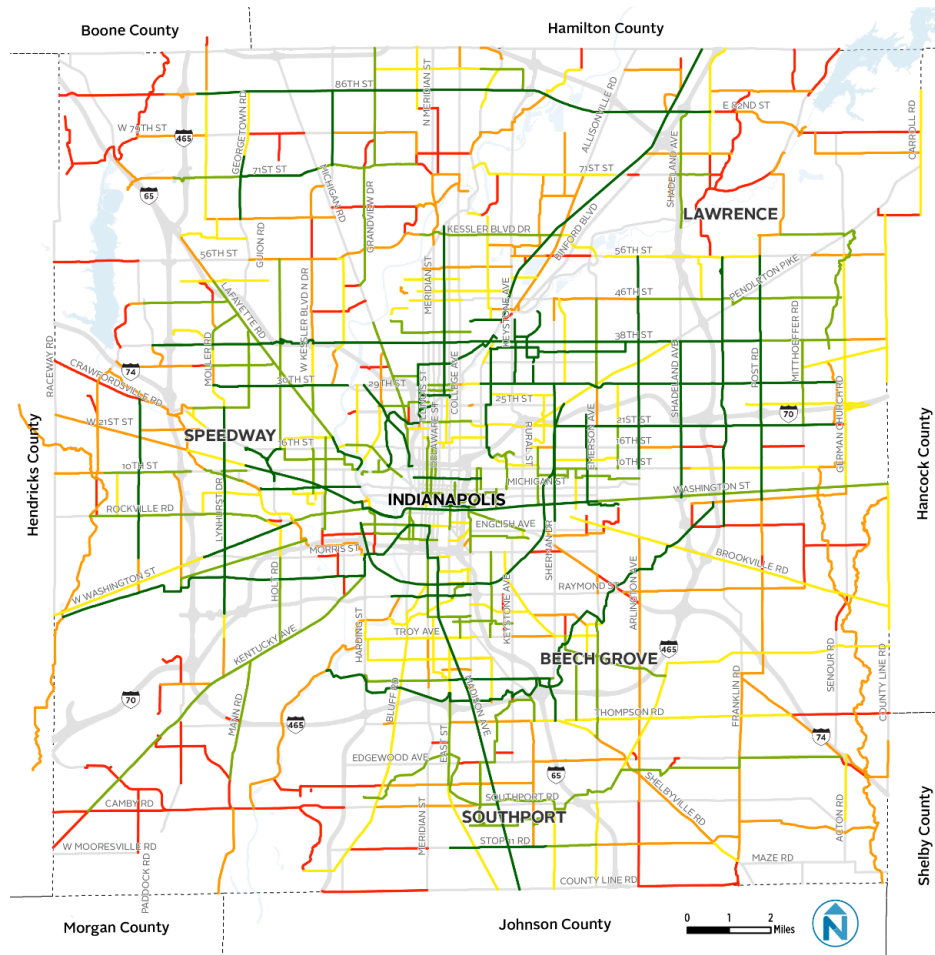 Boone County
Hamilton County
Hancock County
Shelby County
Hendricks County
Morgan County
Johnson County
86TH ST
N MERIDIAN ST
ALLISONVILLE RD
E 82ND ST
W 79TH ST
465
GEORGETOWN RD
CARROLL RD
71ST ST
MICHIGAN RD
GRANDVIEW DR
71ST ST
SHADELAND AVE
65
LAWRENCE
KESSLER BLVD DR
BINFORD BLVD
56TH ST
GUION RD
56TH ST
PENDLETON PIKE
LAFAYETTE RD
W KESSLER BLVD N DR
MERIDIAN ST
KEYSTONE AVE
46TH ST
38TH ST
MOLLER RD
RACEWAY RD
74
CRAWFORDSVILLE RD
30TH ST
29TH ST
COLLEGE AVE
ILLINOIS ST
DELAWARE ST
25TH ST
SHADELAND AVE
POST RD
MITTHOEFFER RD
GERMAN CHURCH RD
70
W 21ST ST
SPEEDWAY
16TH ST
RURAL ST
EMERSON AVE
21ST ST
16TH ST
10TH ST
10TH ST
MICHIGAN ST
WASHINGTON ST
INDIANAPOLIS
ROCKVILLE RD
LYNHURST DR
ENGLISH AVE
SHERMAN DR
MORRIS ST
BROOKVILLE RD
W WASHINGTON ST
HOLT RD
RAYMOND ST
ARLINGTON AVE
KEYSTONE AVE
HARDING ST
TROY AVE
KENTUCKY AVE
BEECH GROVE
465
SENOUR RD
COUNTY LINE RD
70
MANN RD
465
BLUFF RD
MADISON AVE
THOMPSON RD
FRANKLIN RD
74
EAST ST
EDGEWOOD AVE
65
SHELBYVILLE RD
CAMBY RD
SOUTHPORT RD
SOUTHPORT
MERIDIAN ST
ACTON RD
STOP 11 RD
W MOORESVILLE RD
MAZE RD
PADDOCK RD
COUNTY LINE RD
0 1 2
Miles
N